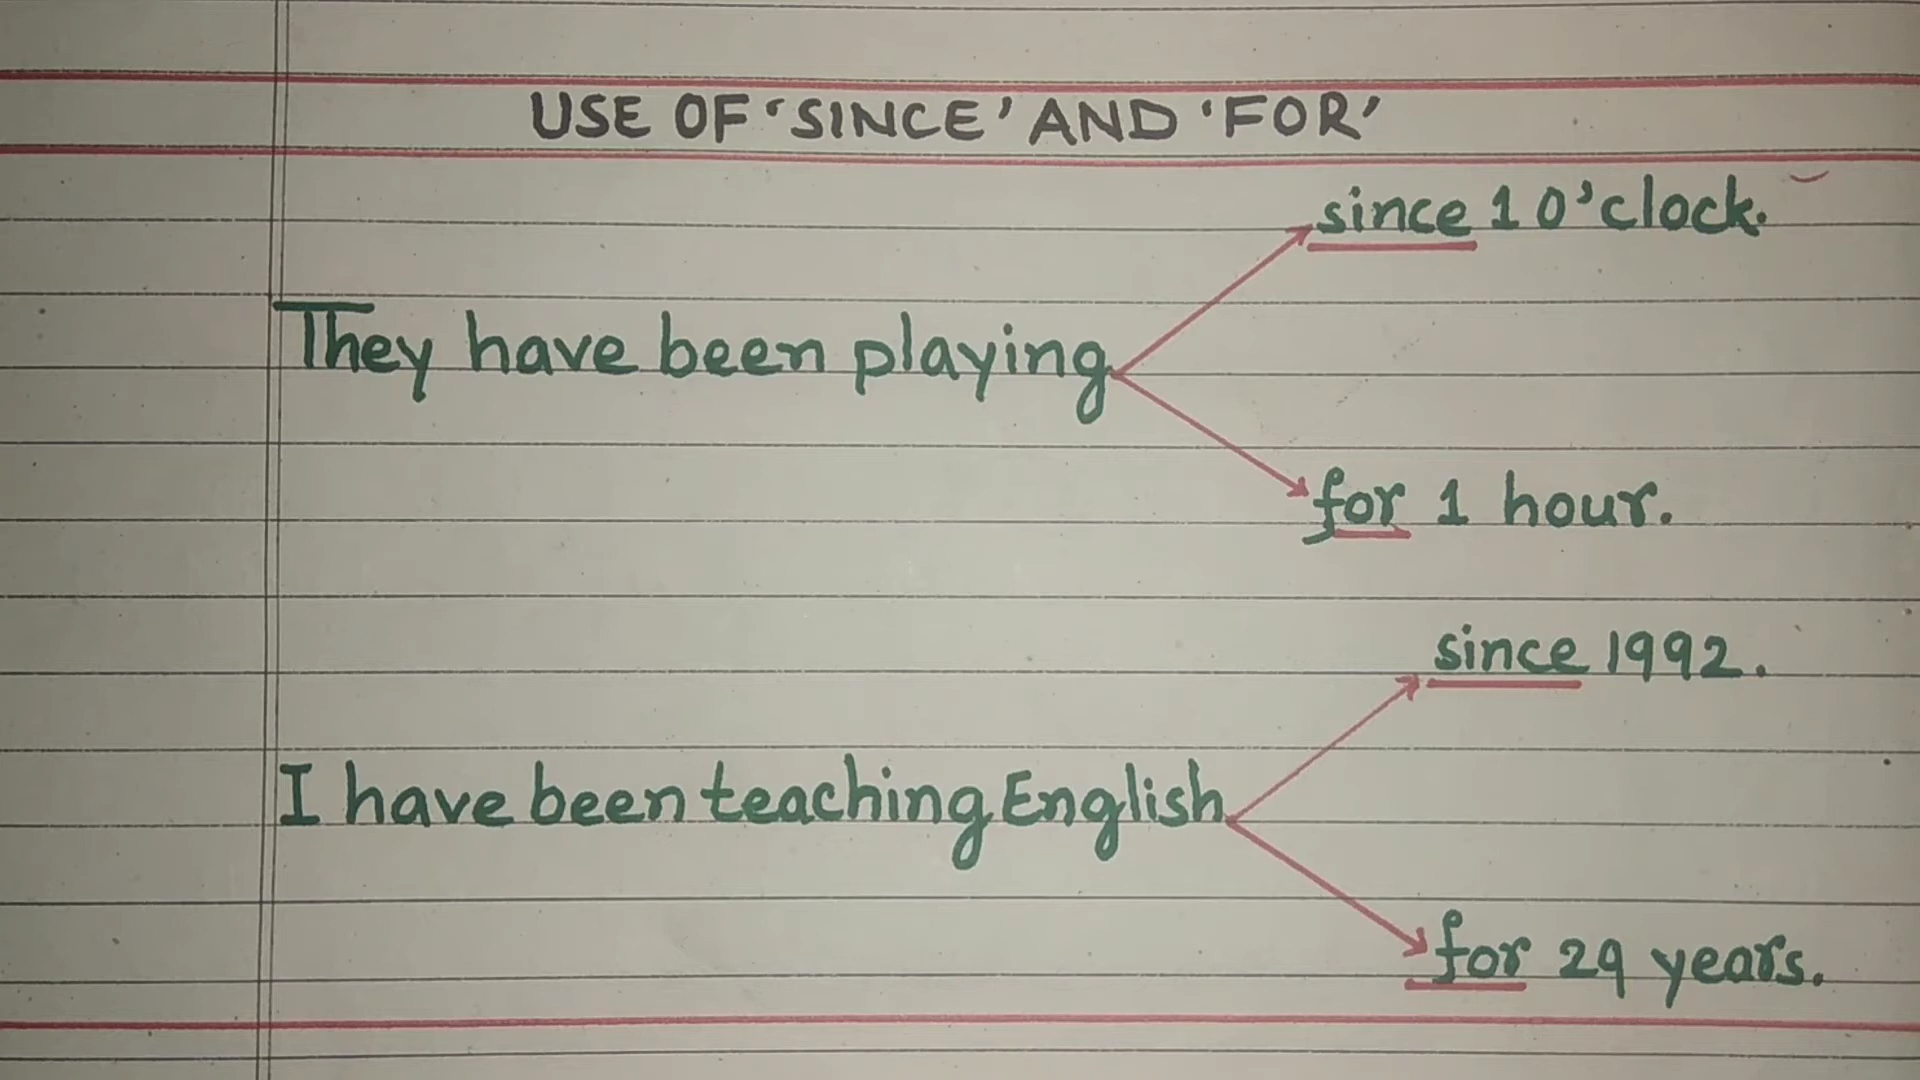 USE OF 'SINCE' AND 'FOR'
since 1 O'clock.
They have been playing
for 1 hour.
since 1992.
I have been teaching English
for 29 years.